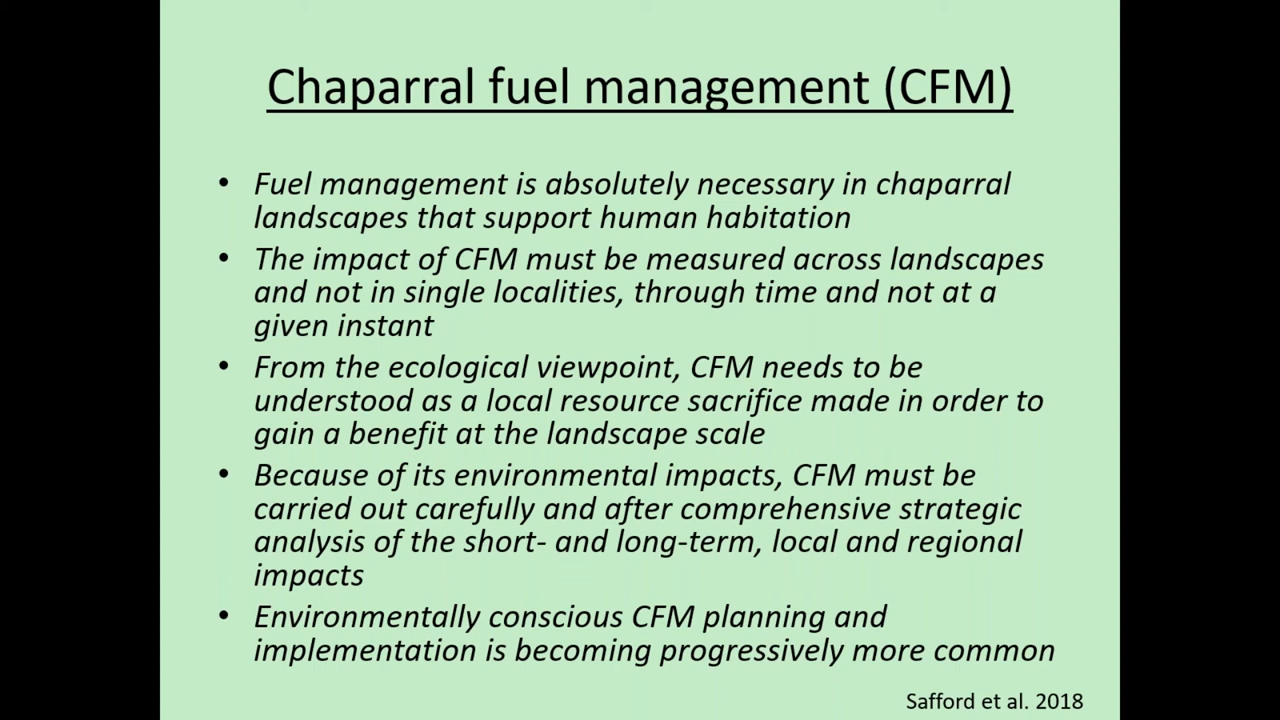 Chaparral fuel management (CFM)
• Fuel management is absolutely necessary in chaparral
landscapes that support human habitation
• The impact of CFM must be measured across landscapes
and not in single localities, through time and not at a
given instant
• From the ecological viewpoint, CFM needs to be
understood as a local resource sacrifice made in order to
gain a benefit at the landscape scale
• Because of its environmental impacts, CFM must be
carried out carefully and after comprehensive strategic
analysis of the short- and long-term, local and regional
impacts
• Environmentally conscious CFM planning and
implementation is becoming progressively more common
Safford et al. 2018